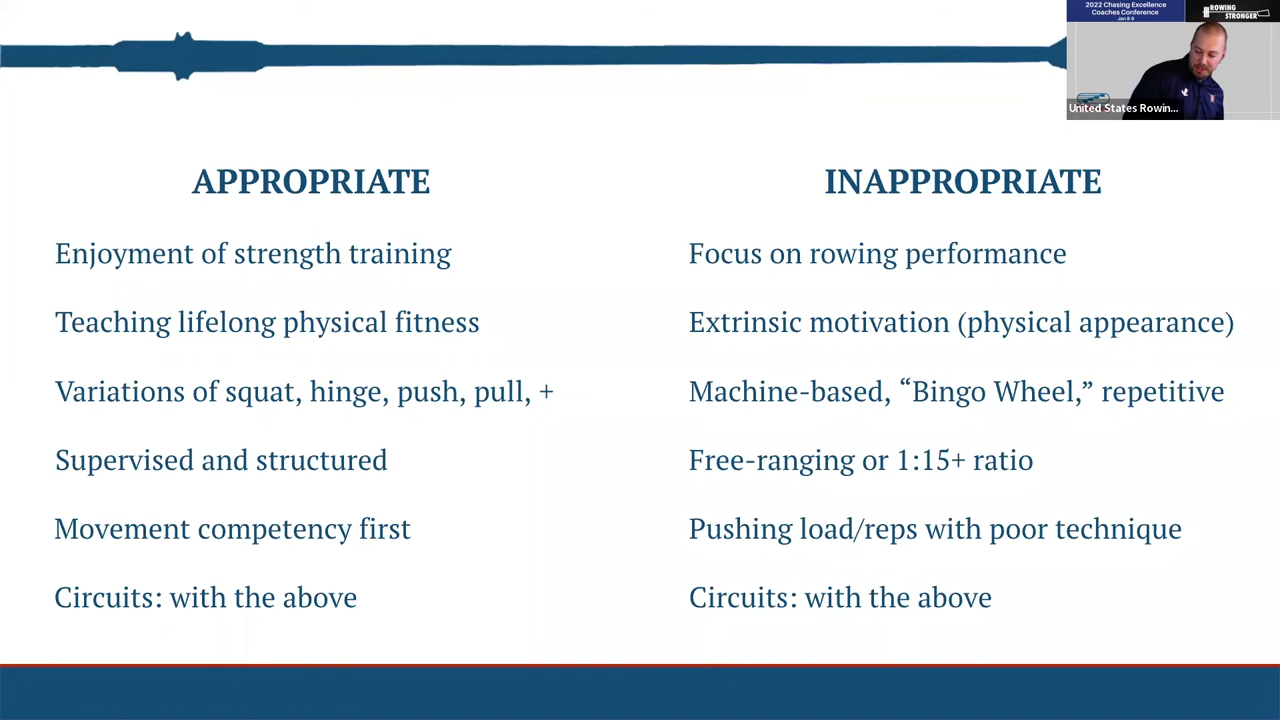 2022 Chasing Excellence
Coaches Conference
Jan 8-9
ROWING
STRONGER
United States Rowin...
APPROPRIATE
Enjoyment of strength training
Teaching lifelong physical fitness
Variations of squat, hinge, push, pull, +
Supervised and structured
Movement competency first
Circuits: with the above
INAPPROPRIATE
Focus on rowing performance
Extrinsic motivation (physical appearance)
Machine-based, “Bingo Wheel,” repetitive
Free-ranging or 1:15+ ratio
Pushing load/reps with poor technique
Circuits: with the above